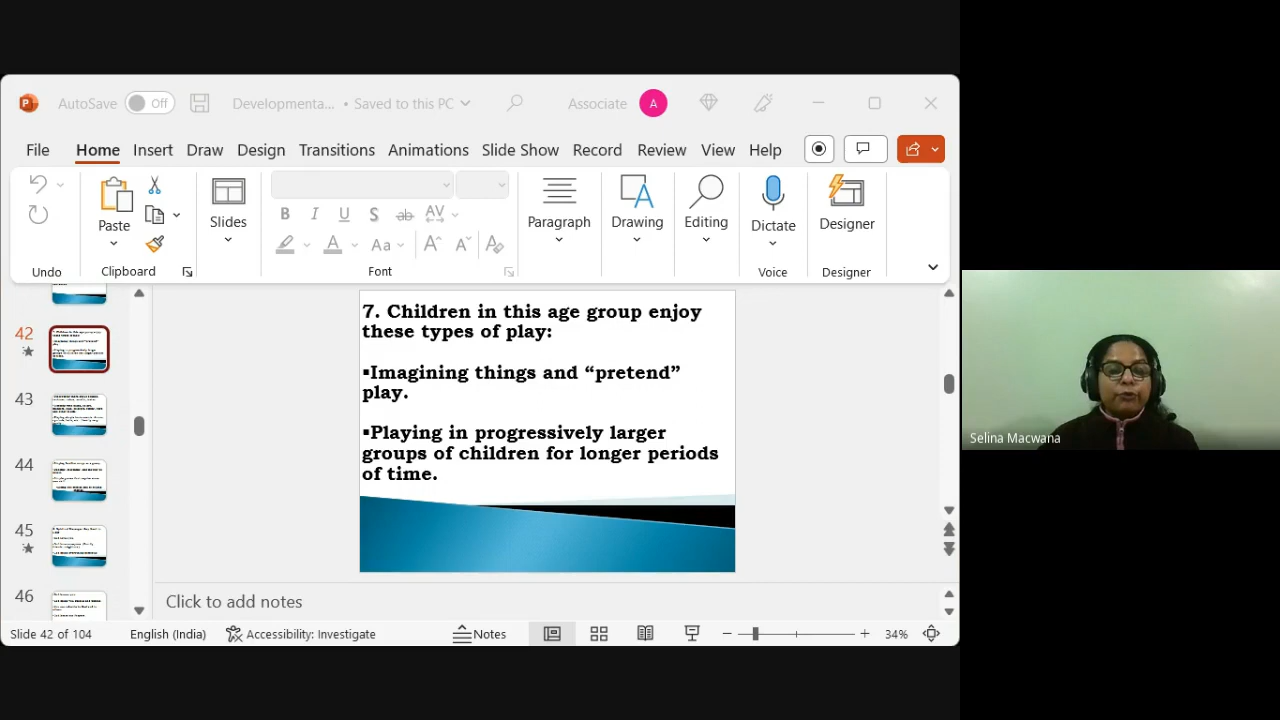 AutoSave Off Developmenta... • Saved to this PC Associate A
File Home Insert Draw Design Transitions Animations Slide Show Record Review View Help
Paste Slides B I U S ab AV Aa A A A Paragraph Drawing Editing Dictate Designer
Undo Clipboard Font Voice Designer
42
43
44
45
46
7. Children in this age group enjoy
these types of play:
▪Imagining things and “pretend”
play.
▪Playing in progressively larger
groups of children for longer periods
of time.
Click to add notes
Slide 42 of 104 English (India) Accessibility: Investigate Notes 34%
Selina Macwana